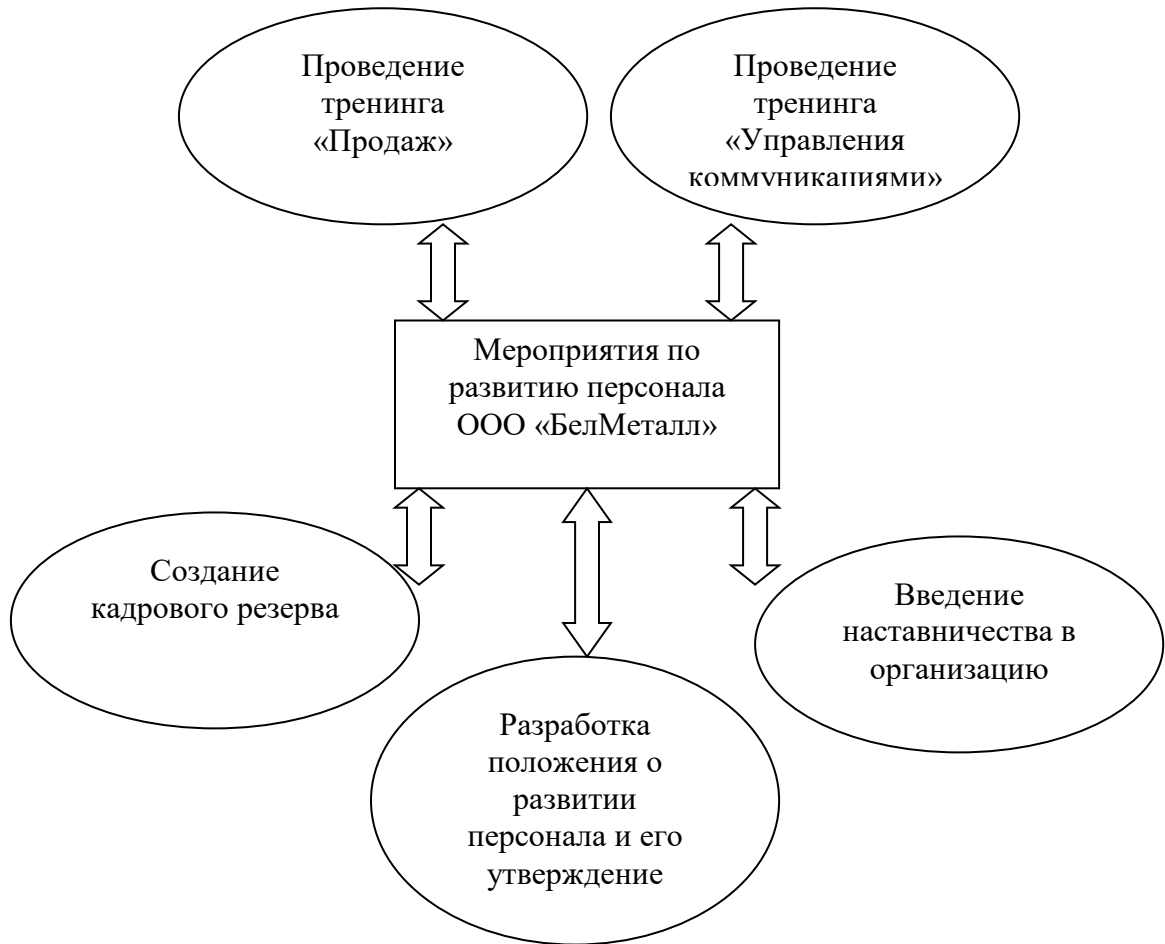 Проведение
тренинга
«Продаж»
Проведение
тренинга
«Управления
коммуникациями»
Мероприятия по
развитию персонала
ООО «БелМеталл»
Создание
кадрового резерва
Введение
наставничества в
организацию
Разработка
положения о
развитии
персонала и его
утверждение